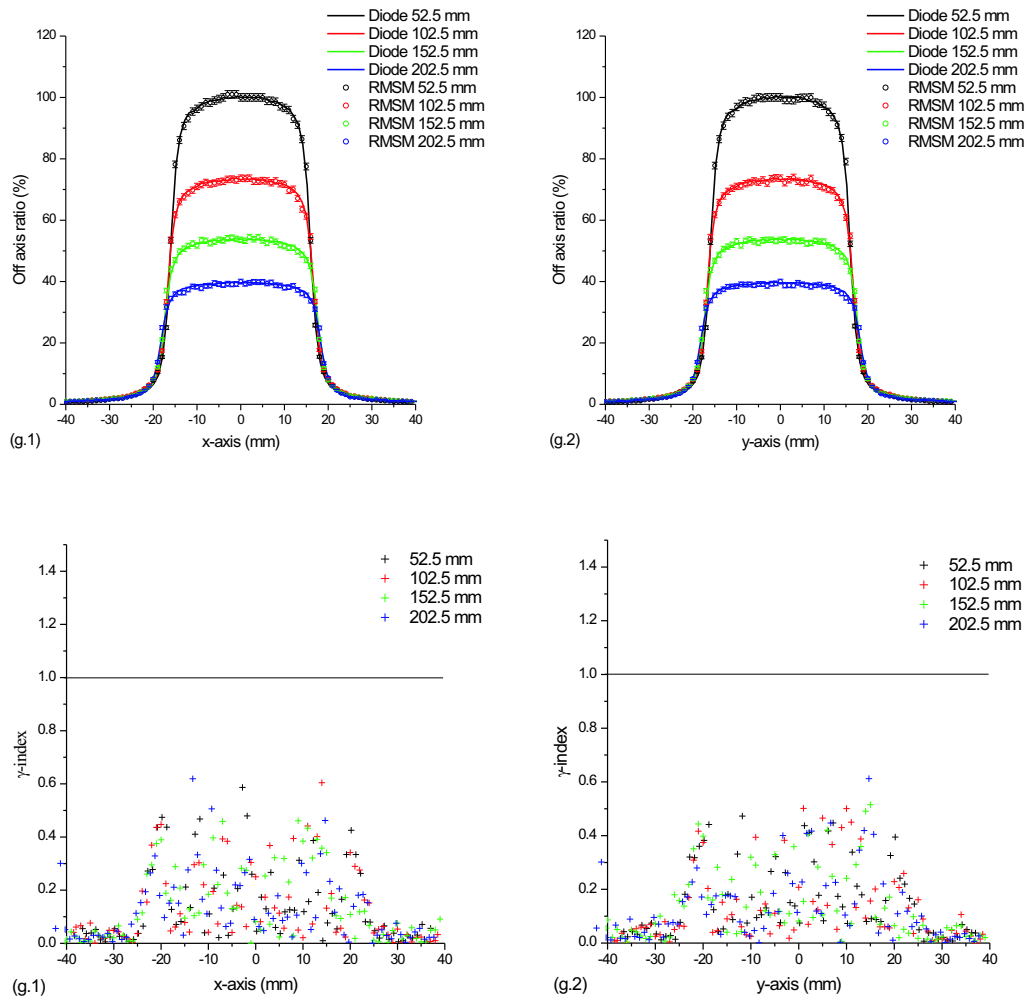 Diode 52.5 mm
Diode 102.5 mm
Diode 152.5 mm
Diode 202.5 mm
RMSM 52.5 mm
RMSM 102.5 mm
RMSM 152.5 mm
RMSM 202.5 mm
120
100
80
60
40
20
0
Off axis ratio (%)
-40 -30 -20 -10 0 10 20 30 40
x-axis (mm)
(g.1)
Diode 52.5 mm
Diode 102.5 mm
Diode 152.5 mm
Diode 202.5 mm
RMSM 52.5 mm
RMSM 102.5 mm
RMSM 152.5 mm
RMSM 202.5 mm
120
100
80
60
40
20
0
Off axis ratio (%)
-40 -30 -20 -10 0 10 20 30 40
y-axis (mm)
(g.2)
52.5 mm
102.5 mm
152.5 mm
202.5 mm
1.4
1.2
1.0
0.8
0.6
0.4
0.2
0.0
γ-index
-40 -30 -20 -10 0 10 20 30 40
x-axis (mm)
(g.1)
52.5 mm
102.5 mm
152.5 mm
202.5 mm
1.4
1.2
1.0
0.8
0.6
0.4
0.2
0.0
γ-index
-40 -30 -20 -10 0 10 20 30 40
y-axis (mm)
(g.2)